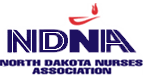 NDNA
NORTH DAKOTA NURSES
ASSOCIATION